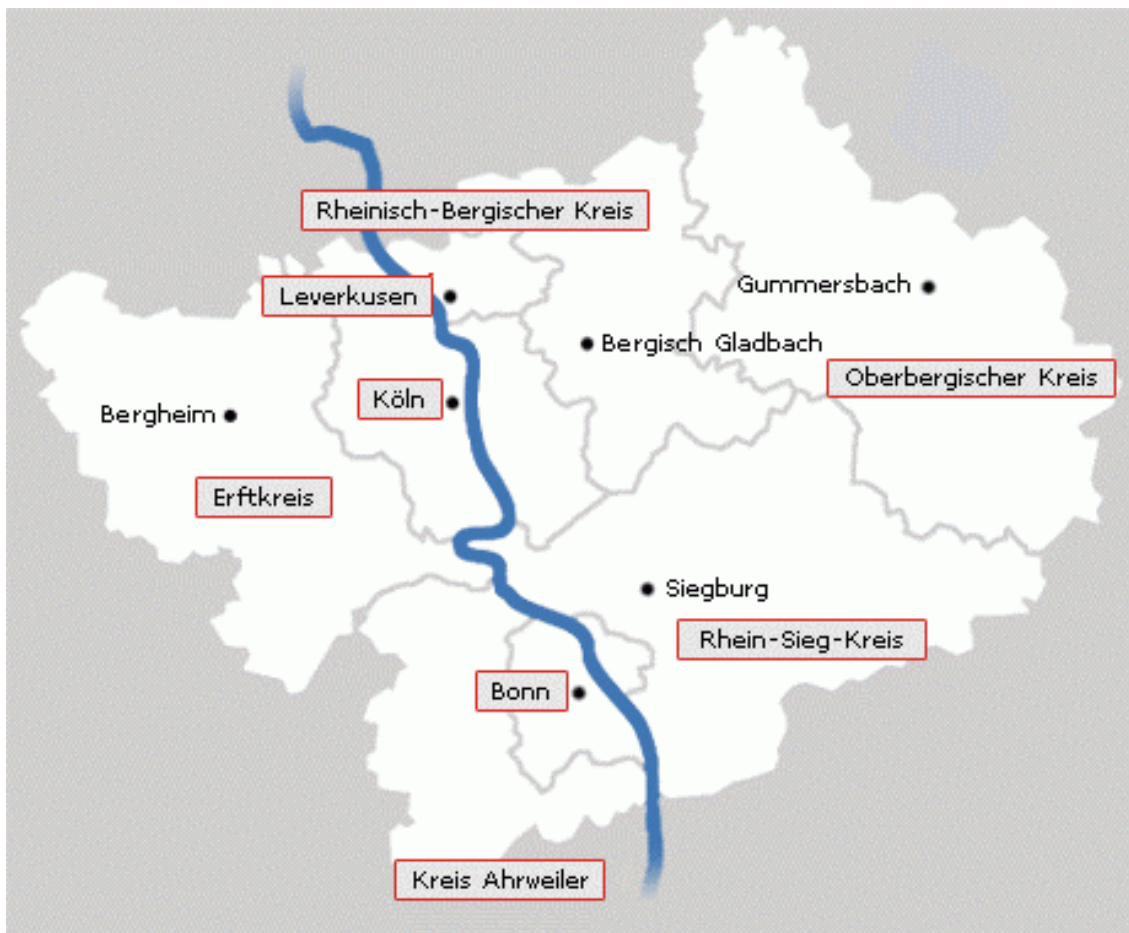 Rheinisch-Bergischer Kreis
Leverkusen
Gummersbach
Bergisch Gladbach
Oberbergischer Kreis
Köln
Bergheim
Erftkreis
Siegburg
Rhein-Sieg-Kreis
Bonn
Kreis Ahrweiler